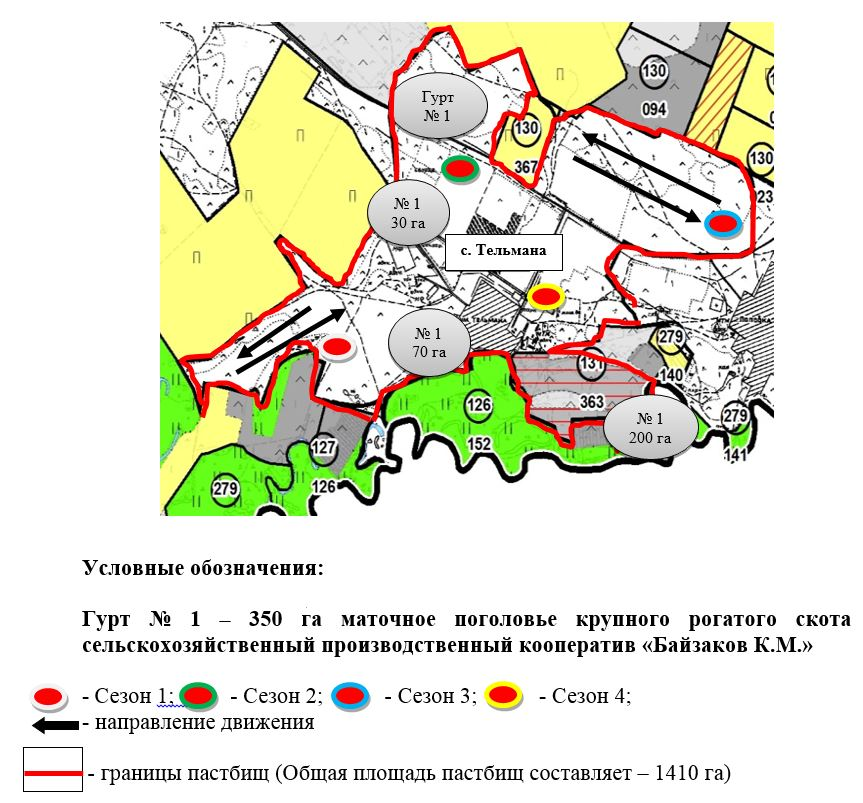 Гурт
№ 1
130
094
130
367
130
23
№ 1
30 га
с. Тельмана
№ 1
70 га
279
140
131
363
126
152
№ 1
200 га
279
141
127
126
279
Условные обозначения:
Гурт № 1 – 350 га маточное поголовье крупного рогатого скота
сельскохозяйственный производственный кооператив «Байзаков К.М.»
- Сезон 1; - Сезон 2; - Сезон 3; - Сезон 4;
- направление движения
- границы пастбищ (Общая площадь пастбищ составляет – 1410 га)